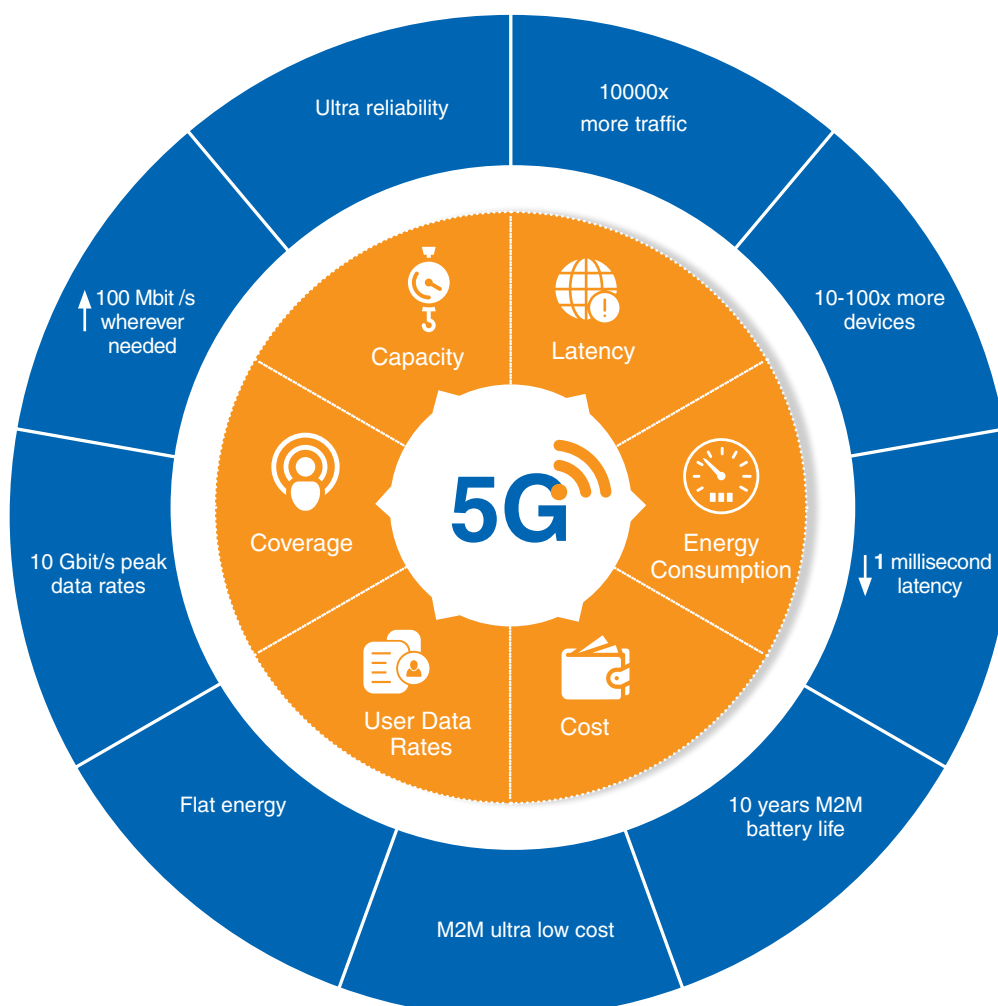 Ultra reliability
10000x
more traffic
10-100x more
devices
1 millisecond
latency
10 years M2M
battery life
M2M ultra low cost
Flat energy
10 Gbit/s peak
data rates
100 Mbit /s
wherever
needed
Capacity
Latency
Energy
Consumption
Cost
User Data
Rates
Coverage
5G